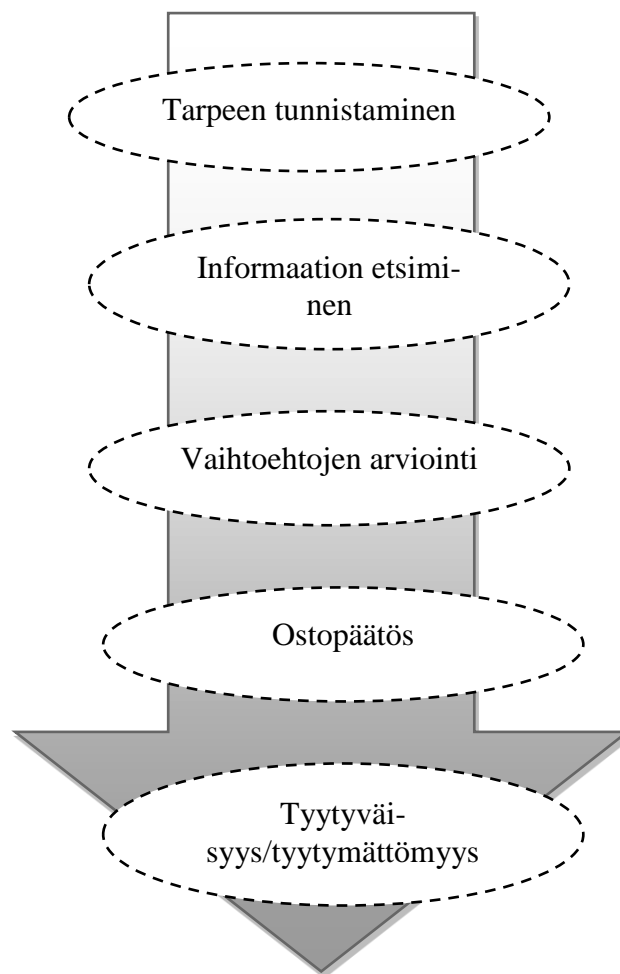 Tarpeen tunnistaminen
Informaation etsimi-
nen
Vaihtoehtojen arviointi
Ostopäätös
Tyytyväi-
syys/tyytymättömyys